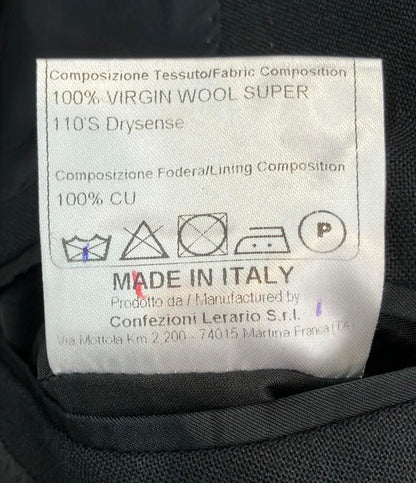 Composizione Tessuto/Fabric Composition
100% VIRGIN WOOL SUPER
110'S Drysense
Composizione Fodera/Lining Composition
100% CU
P
MADE IN ITALY
Prodotto da / Manufactured by
Confezioni Lerario S.r.l.
Via Mottola Km 2.200 - 74015 Martina Franca (TA